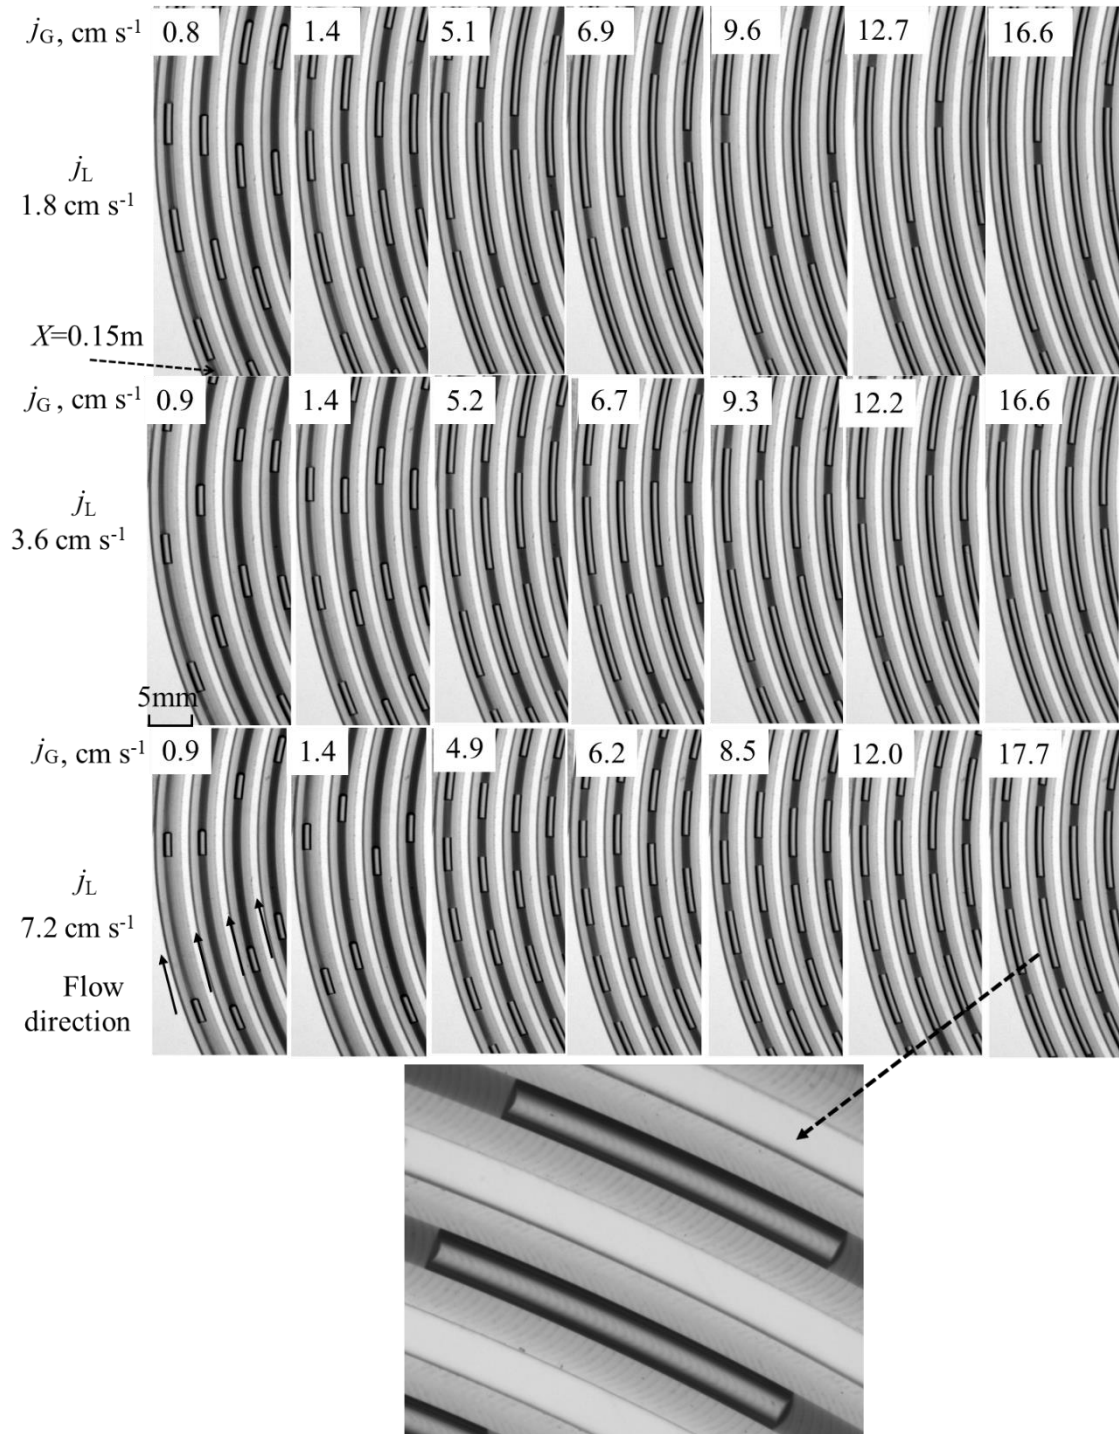 jG, cm s-1 0.8 1.4 5.1 6.9 9.6 12.7 16.6
jL
1.8 cm s-1
X=0.15m
jG, cm s-1 0.9 1.4 5.2 6.7 9.3 12.2 16.6
jL
3.6 cm s-1
5mm
jG, cm s-1 0.9 1.4 4.9 6.2 8.5 12.0 17.7
jL
7.2 cm s-1
Flow
direction